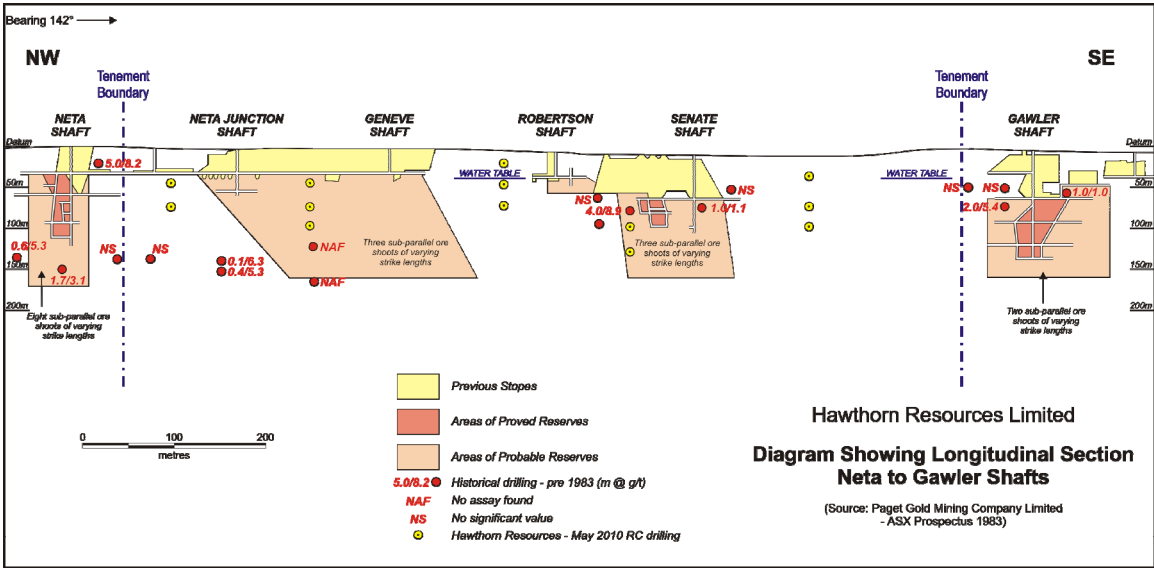 Bearing 142°
NW
SE
Tenement
Boundary
Tenement
Boundary
NETA
SHAFT
NETA JUNCTION
SHAFT
GENEVE
SHAFT
ROBERTSON
SHAFT
SENATE
SHAFT
GAWLER
SHAFT
Datum
Datum
5.0/8.2
WATER TABLE
WATER TABLE
50m
50m
NS
NS
NS
NS
1.0/1.0
4.0/8.9
1.0/1.1
2.0/5.4
100m
100m
0.6/5.3
NS
NS
NAF
Three sub-parallel ore
shoots of varying
strike lengths
Three sub-parallel ore
shoots of varying
strike lengths
0.1/6.3
150m
150m
1.7/3.1
0.4/5.3
NAF
200m
200m
Eight sub-parallel ore
shoots of varying
strike lengths
Two sub-parallel ore
shoots of varying
strike lengths
Previous Stopes
Areas of Proved Reserves
Areas of Probable Reserves
5.0/8.2 Historical drilling - pre 1983 (m @ g/t)
NAF No assay found
NS No significant value
Hawthorn Resources - May 2010 RC drilling
0 100 200
metres
Hawthorn Resources Limited
Diagram Showing Longitudinal Section
Neta to Gawler Shafts
(Source: Paget Gold Mining Company Limited
- ASX Prospectus 1983)